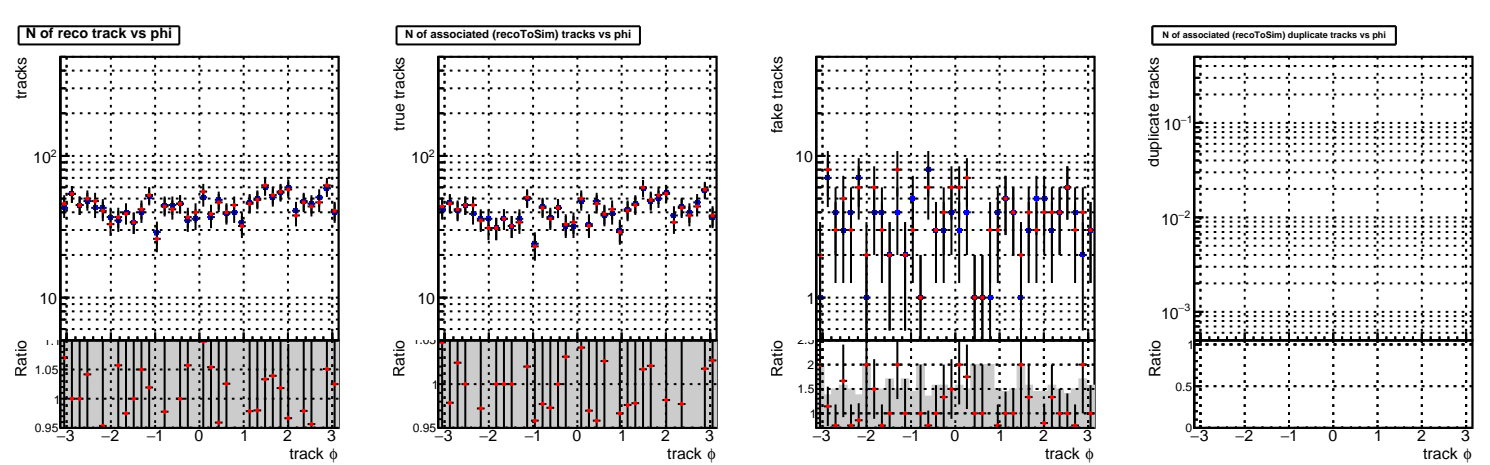 N of reco track vs phi
tracks
10²
10
Ratio
1.1
1.05
1
0.95
−3 −2 −1 0 1 2 3
track ϕ
N of associated (recoToSim) tracks vs phi
true tracks
10²
10
Ratio
1.05
1
0.95
−3 −2 −1 0 1 2 3
track ϕ
fake tracks
10
1
Ratio
2.5
2
1.5
1
−3 −2 −1 0 1 2 3
track ϕ
N of associated (recoToSim) duplicate tracks vs phi
duplicate tracks
10⁻¹
10⁻²
10⁻³
Ratio
1
0.5
0
−3 −2 −1 0 1 2 3
track ϕ